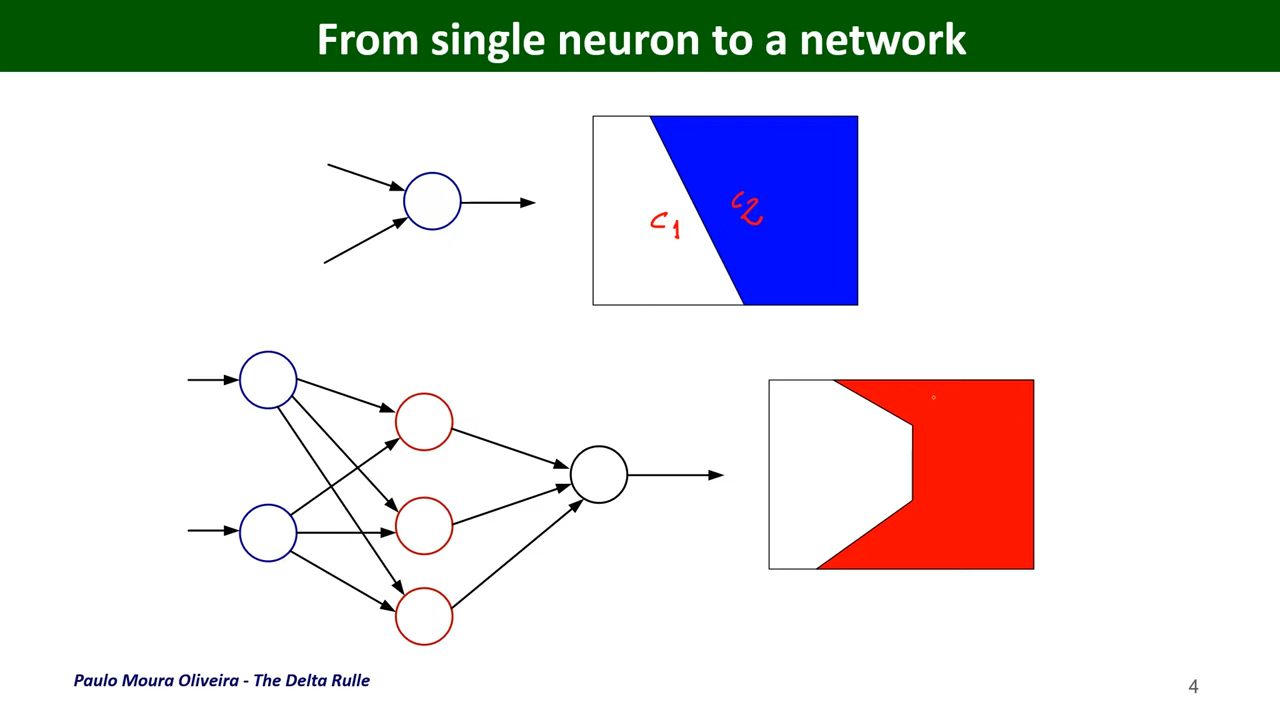 From single neuron to a network
c1
c2
Paulo Moura Oliveira - The Delta Rulle
4